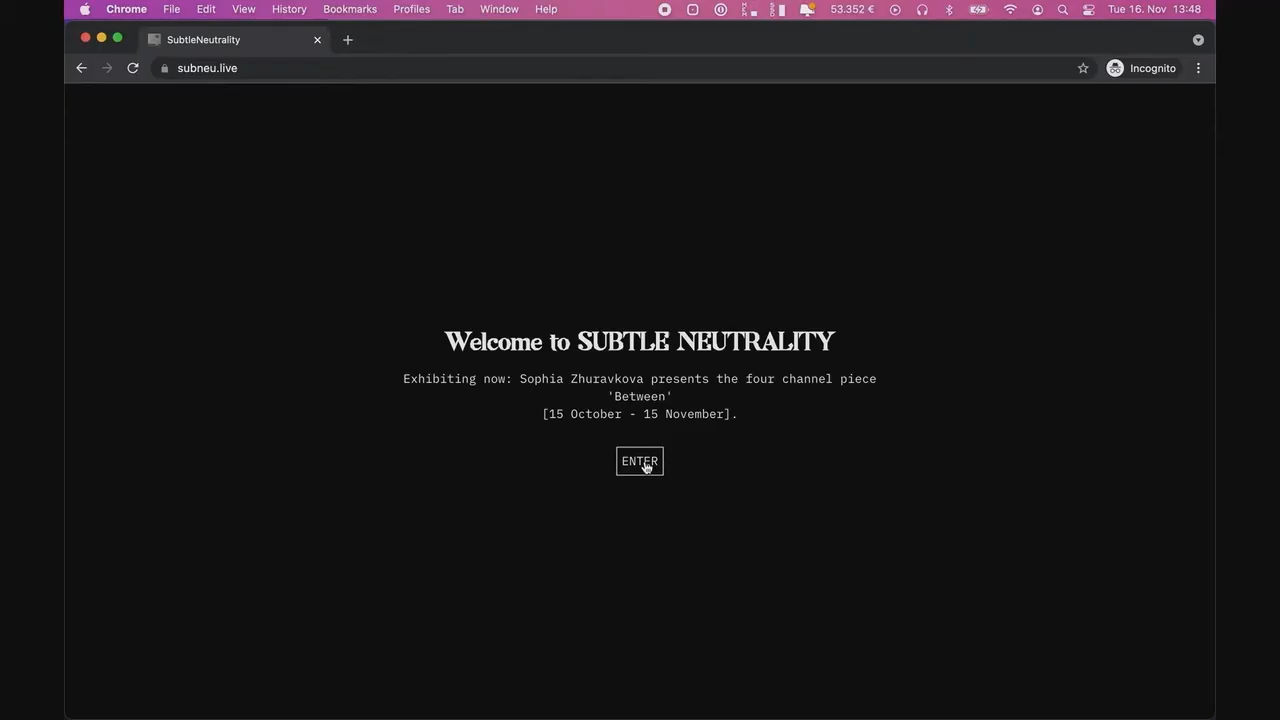 Chrome File Edit View History Bookmarks Profiles Tab Window Help 53.352 € Tue 16. Nov 13:48
SubtleNeutrality
subneu.live Incognito
Welcome to SUBTLE NEUTRALITY
Exhibiting now: Sophia Zhuravkova presents the four channel piece
'Between'
[15 October - 15 November].
ENTER